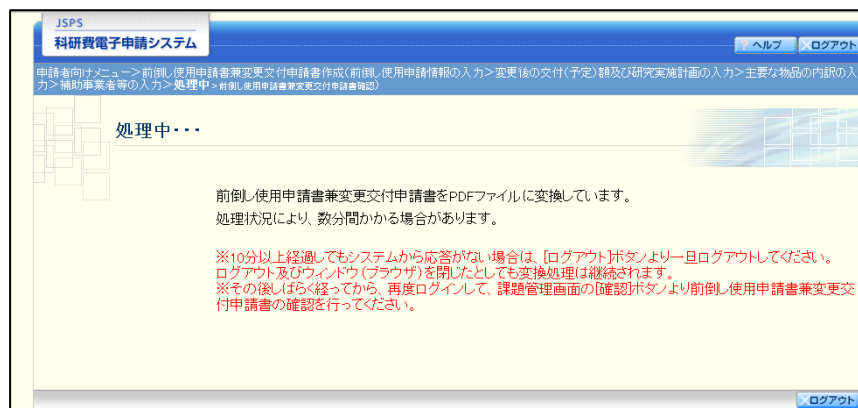 JSPS
科研費電子申請システム
ヘルプ
ログアウト
申請者向けメニュー>前倒し使用申請書兼変更交付申請書作成(前倒し使用申請情報の入力>変更後の交付(予定)額及び研究実施計画の入力>主要な物品の内訳の入
力>補助事業者等の入力>処理中>前倒し使用申請書兼変更交付申請書確認)
処理中・・・
前倒し使用申請書兼変更交付申請書をPDFファイルに変換しています。
処理状況により、数分間かかる場合があります。
※10分以上経過してもシステムから応答がない場合は、[ログアウト]ボタンより一旦ログアウトしてください。
ログアウト及びウィンドウ(ブラウザ)を閉じたとしても変換処理は継続されます。
※その後しばらく経ってから、再度ログインして、課題管理画面の[確認]ボタンより前倒し使用申請書兼変更交
付申請書の確認を行ってください。
ログアウト